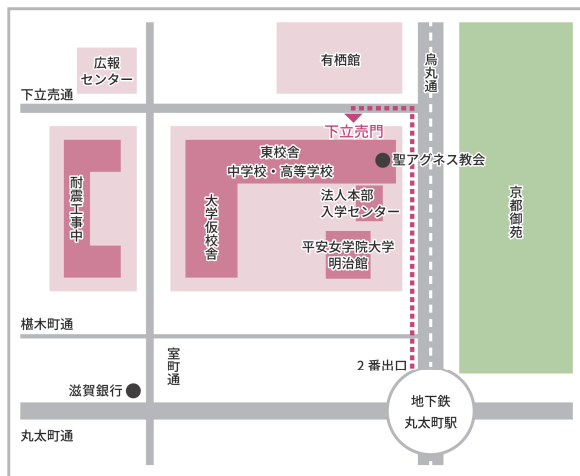 広報
センター
有栖館
烏丸通
下立売通
下立売門
東校舎
中学校・高等学校
聖アグネス教会
耐震工事中
大学仮校舎
法人本部
入学センター
京都御苑
平安女学院大学
明治館
椹木町通
室町通
2番出口
滋賀銀行
地下鉄
丸太町駅
丸太町通